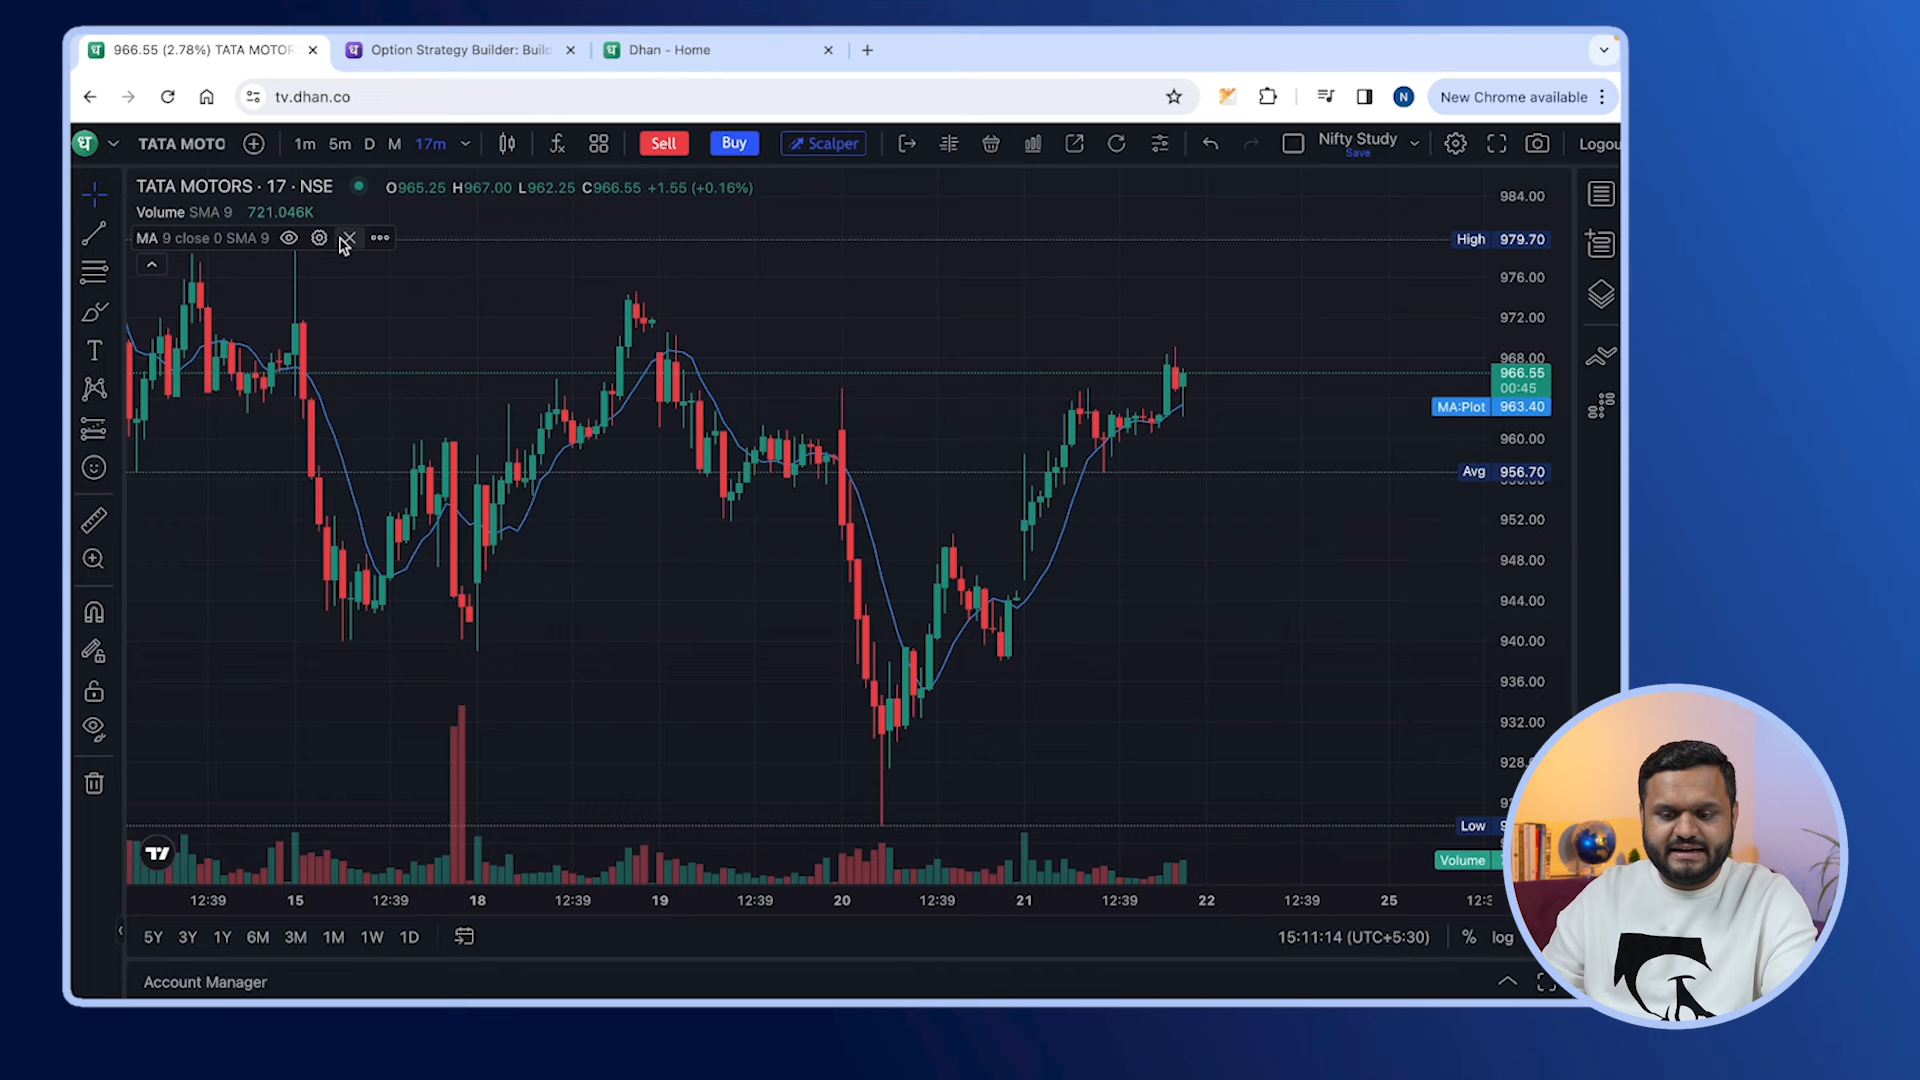 966.55 (2.78%) TATA MOTOR
Option Strategy Builder: Build
Dhan - Home
tv.dhan.co
N
New Chrome available
ध
TATA MOTO
1m 5m D M 17m
Sell
Buy
Scalper
Nifty Study
Save
Logou
TATA MOTORS · 17 · NSE
O965.25 H967.00 L962.25 C966.55 +1.55 (+0.16%)
Volume SMA 9 721.046K
MA 9 close 0 SMA 9
984.00
High 979.70
976.00
972.00
968.00
966.55
00:45
MA:Plot 963.40
960.00
Avg 956.70
952.00
948.00
944.00
940.00
936.00
932.00
928.
Low
Volume
12:39 15 12:39 18 12:39 19 12:39 20 12:39 21 12:39 22 12:39 25 12:3
5Y 3Y 1Y 6M 3M 1M 1W 1D
15:11:14 (UTC+5:30) % log
Account Manager